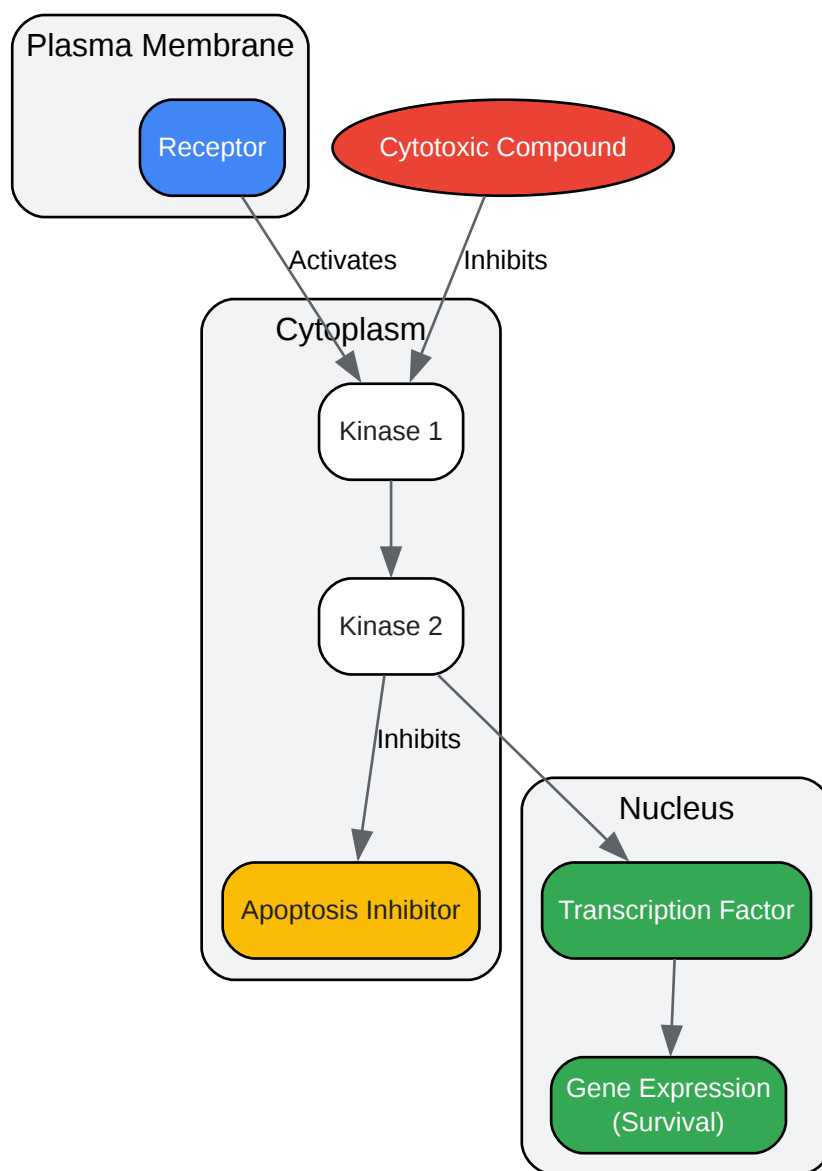 Plasma Membrane
Receptor
Cytotoxic Compound
Activates
Inhibits
Cytoplasm
Kinase 1
Kinase 2
Inhibits
Nucleus
Apoptosis Inhibitor
Transcription Factor
Gene Expression
(Survival)